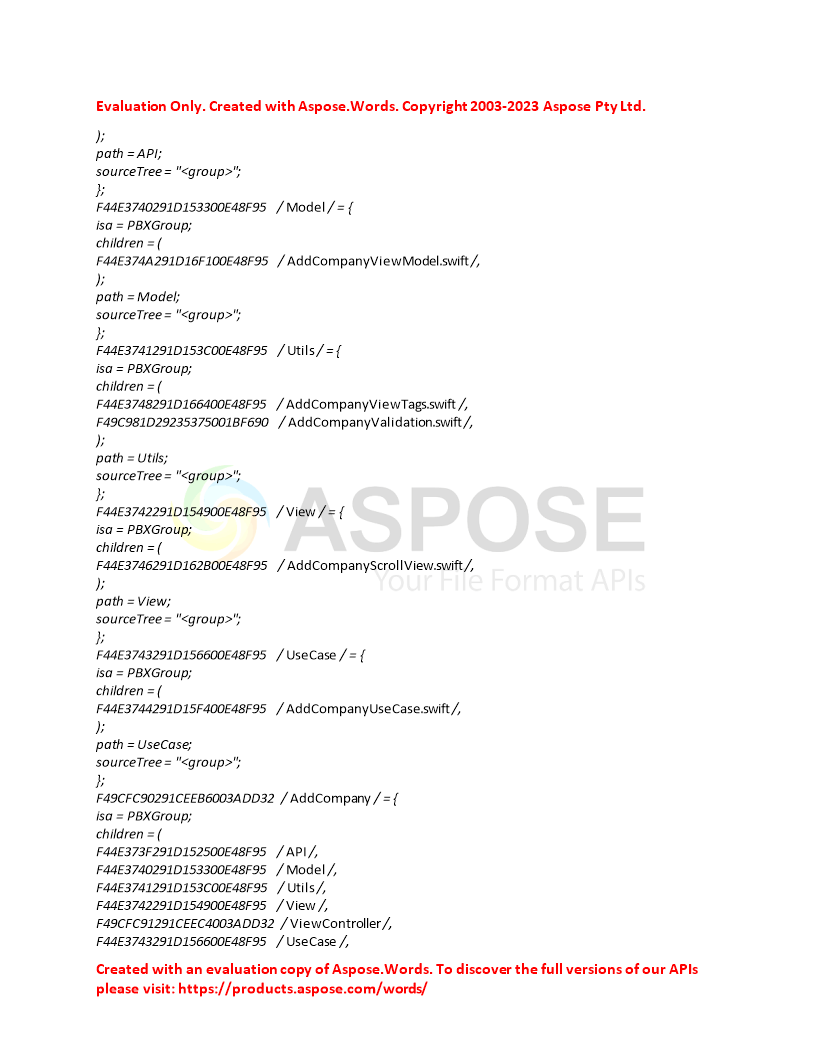 Evaluation Only. Created with Aspose.Words. Copyright 2003-2023 Aspose Pty Ltd.
);
path = API;
sourceTree = "<group>";
};
F44E3740291D153300E48F95 / Model / = {
isa = PBXGroup;
children = (
F44E374A291D16F100E48F95 / AddCompanyViewModel.swift /,
);
path = Model;
sourceTree = "<group>";
};
F44E3741291D153C00E48F95 / Utils / = {
isa = PBXGroup;
children = (
F44E3748291D166400E48F95 / AddCompanyViewTags.swift /,
F49C981D29235375001BF690 / AddCompanyValidation.swift /,
);
path = Utils;
sourceTree = "<group>";
};
F44E3742291D154900E48F95 / View / = {
isa = PBXGroup;
children = (
F44E3746291D162B00E48F95 / AddCompanyScrollView.swift /,
);
path = View;
sourceTree = "<group>";
};
F44E3743291D156600E48F95 / UseCase / = {
isa = PBXGroup;
children = (
F44E3744291D15F400E48F95 / AddCompanyUseCase.swift /,
);
path = UseCase;
sourceTree = "<group>";
};
F49CFC90291CEEB6003ADD32 / AddCompany / = {
isa = PBXGroup;
children = (
F44E373F291D152500E48F95 / API /,
F44E3740291D153300E48F95 / Model /,
F44E3741291D153C00E48F95 / Utils /,
F44E3742291D154900E48F95 / View /,
F49CFC91291CEEC4003ADD32 / ViewController /,
F44E3743291D156600E48F95 / UseCase /,
Created with an evaluation copy of Aspose.Words. To discover the full versions of our APIs
please visit: https://products.aspose.com/words/
ASPOSE
Your File Format APIs